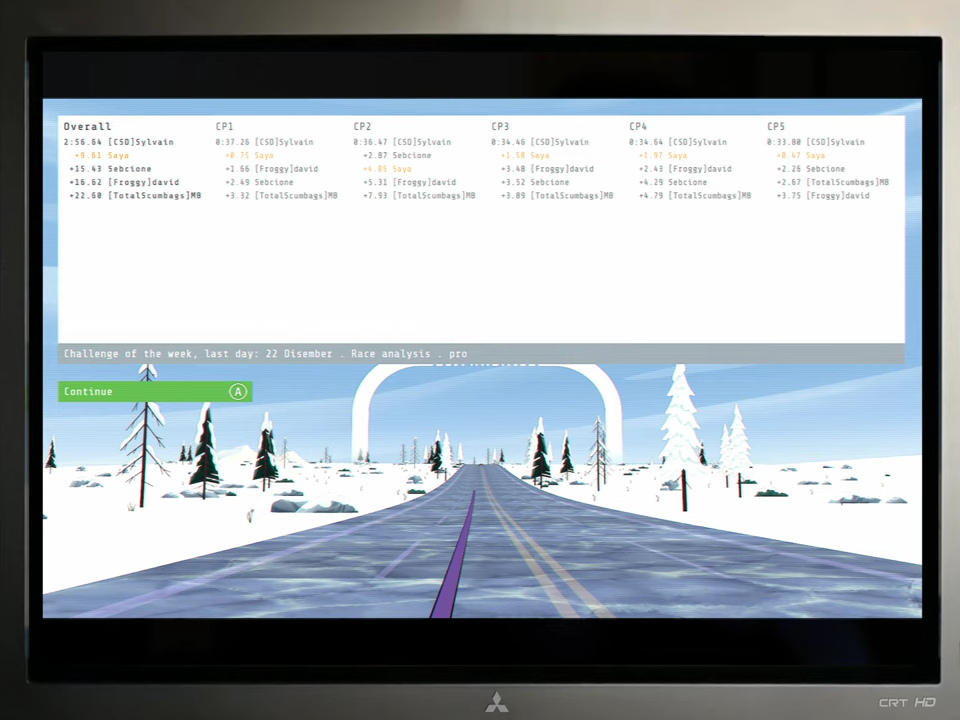 Overall CP1 CP2 CP3 CP4 CP5
2:56.64 [CSO]Sylvain 0:37.26 [CSO]Sylvain 0:36.47 [CSO]Sylvain 0:34.46 [CSO]Sylvain 0:34.64 [CSO]Sylvain 0:33.80 [CSO]Sylvain
+9.61 Saya +0.75 Saya +2.87 Sebcione +1.58 Saya +1.97 Saya +0.47 Saya
+15.43 Sebcione +1.66 [Froggy]david +4.85 Saya +3.48 [Froggy]david +2.43 [Froggy]david +2.26 Sebcione
+16.62 [Froggy]david +2.49 Sebcione +5.31 [Froggy]david +3.52 Sebcione +4.29 Sebcione +2.67 [TotalScumbags]MB
+22.60 [TotalScumbags]MB +3.32 [TotalScumbags]MB +7.93 [TotalScumbags]MB +3.89 [TotalScumbags]MB +4.79 [TotalScumbags]MB +3.75 [Froggy]david
Challenge of the week, last day: 22 Disember . Race analysis . pro
Continue A
CRT HD